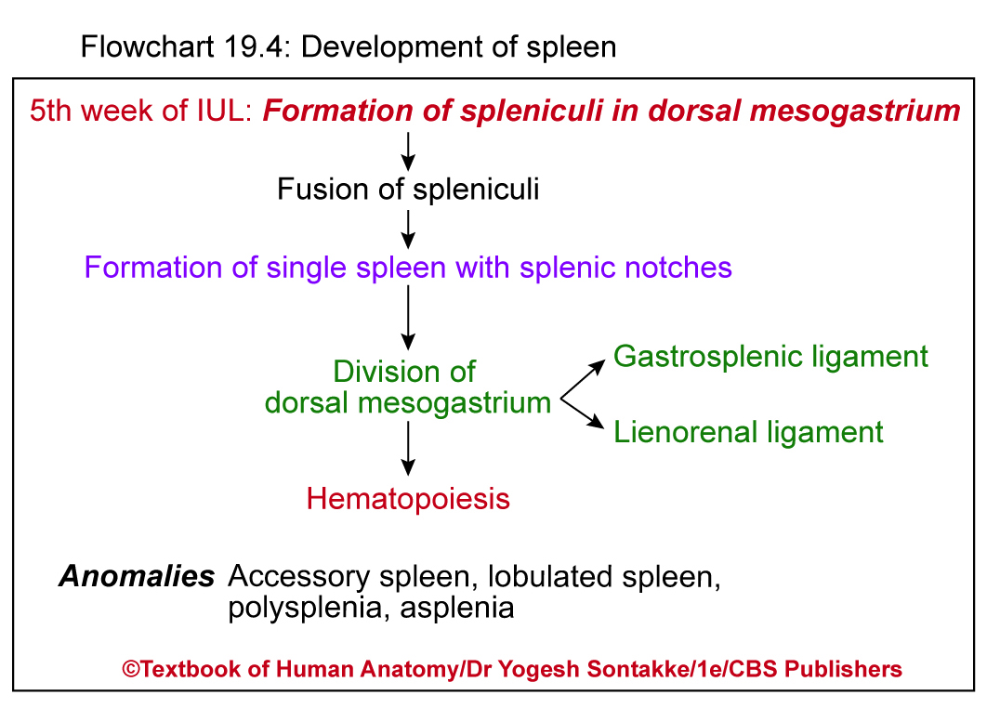 Flowchart 19.4: Development of spleen
5th week of IUL: Formation of spleniculi in dorsal mesogastrium
Fusion of spleniculi
Formation of single spleen with splenic notches
Division of
dorsal mesogastrium
Gastrosplenic ligament
Lienorenal ligament
Hematopoiesis
Anomalies Accessory spleen, lobulated spleen,
polysplenia, asplenia
©Textbook of Human Anatomy/Dr Yogesh Sontakke/1e/CBS Publishers